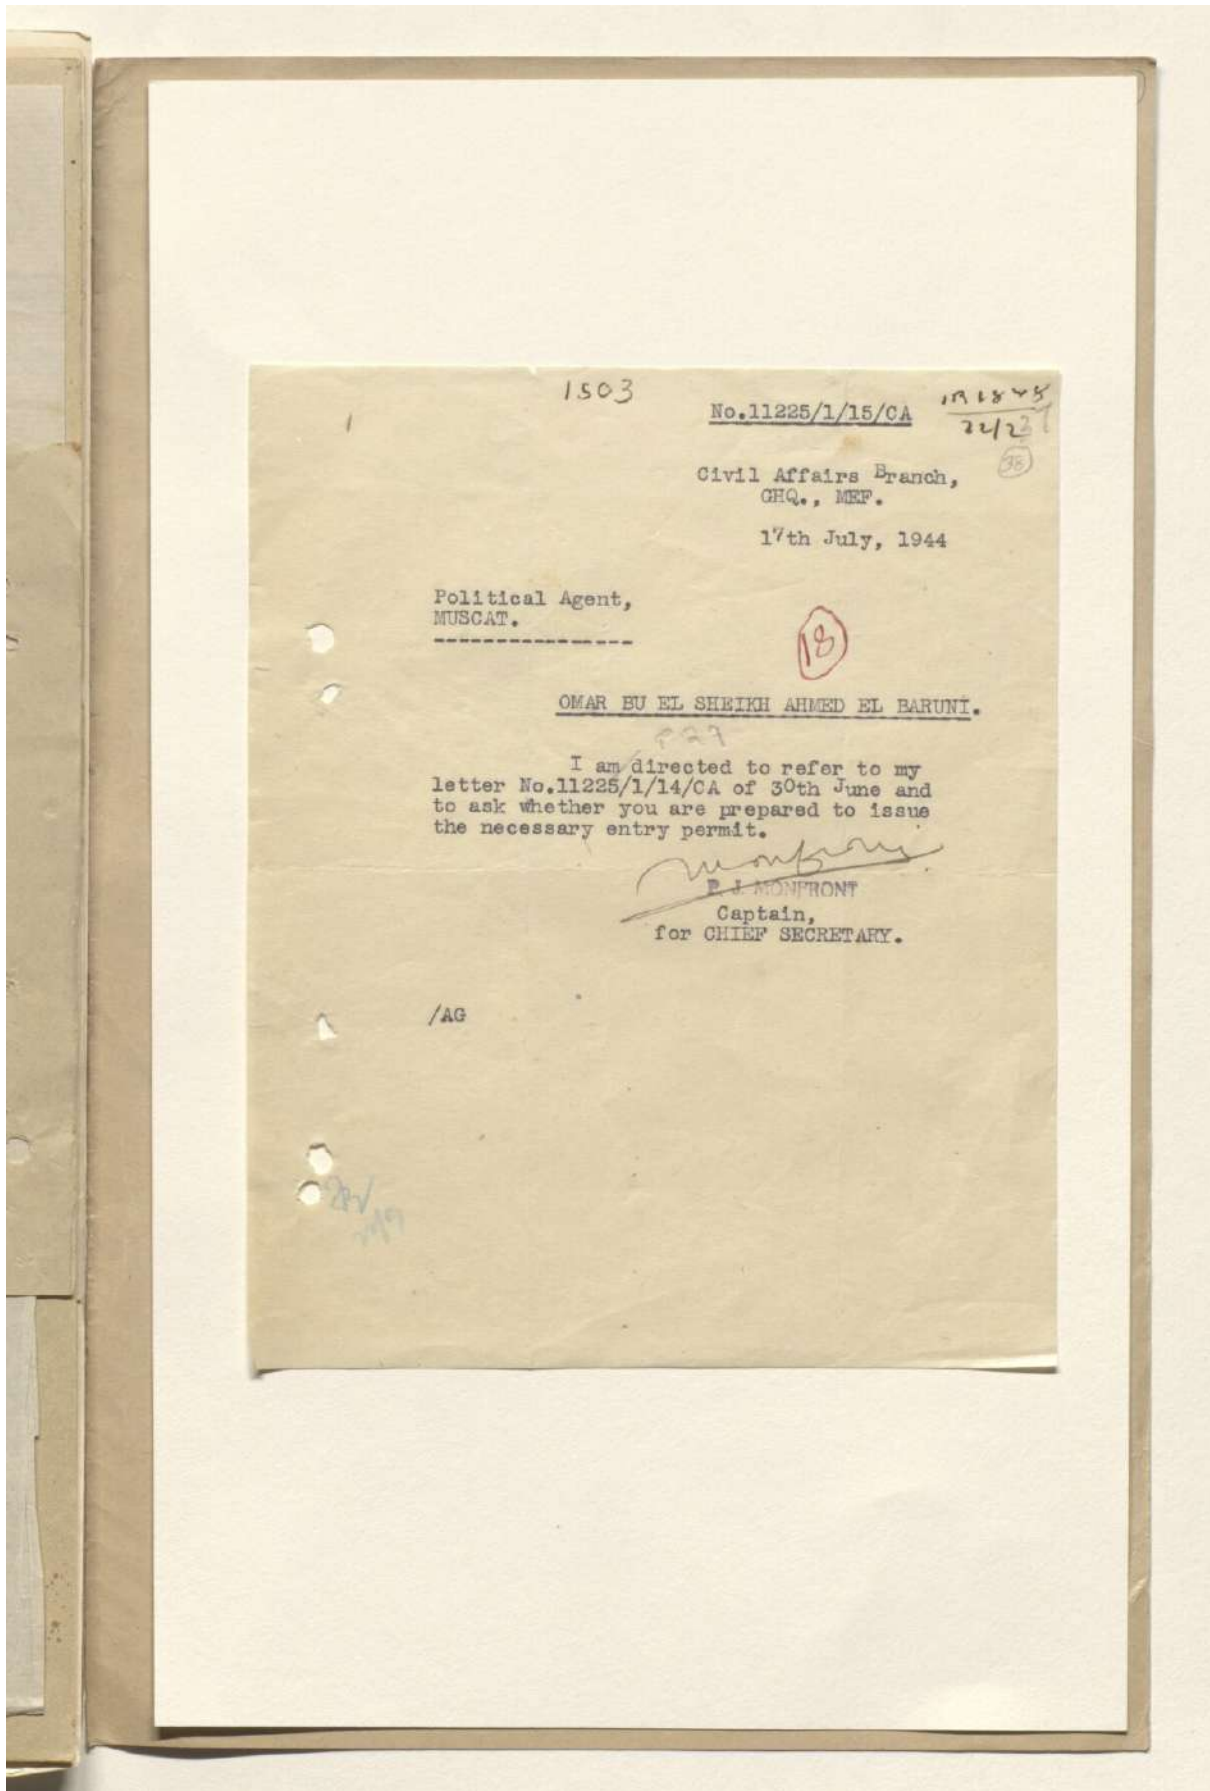 1503
No.11225/1/15/CA
38
Civil Affairs Branch,
GHQ., MEF.
17th July, 1944
Political Agent,
MUSCAT.
----------------
18
OMAR BU EL SHEIKH AHMED EL BARUNI.
P 27
I am directed to refer to my
letter No.11225/1/14/CA of 30th June and
to ask whether you are prepared to issue
the necessary entry permit.
P. J. MONFRONT
Captain,
for CHIEF SECRETARY.
/AG